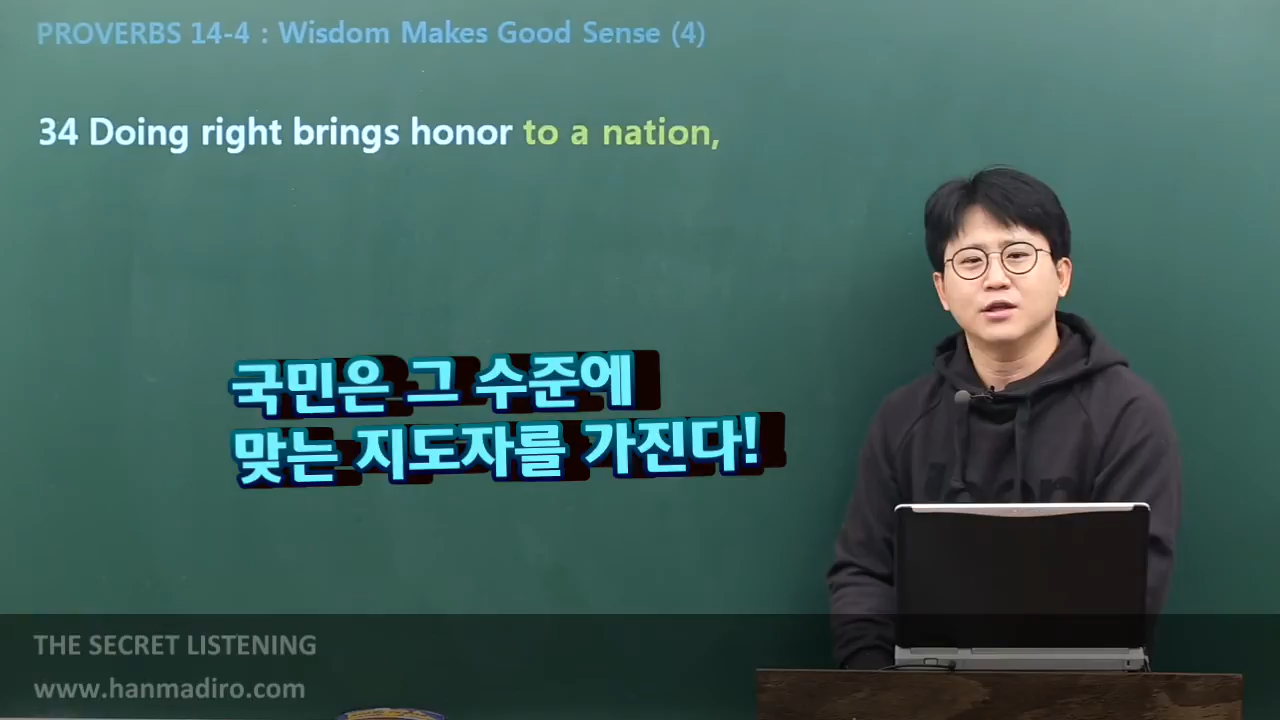 PROVERBS 14-4 : Wisdom Makes Good Sense (4)
34 Doing right brings honor to a nation,
국민은 그 수준에
맞는 지도자를 가진다!
THE SECRET LISTENING
www.hanmadiro.com